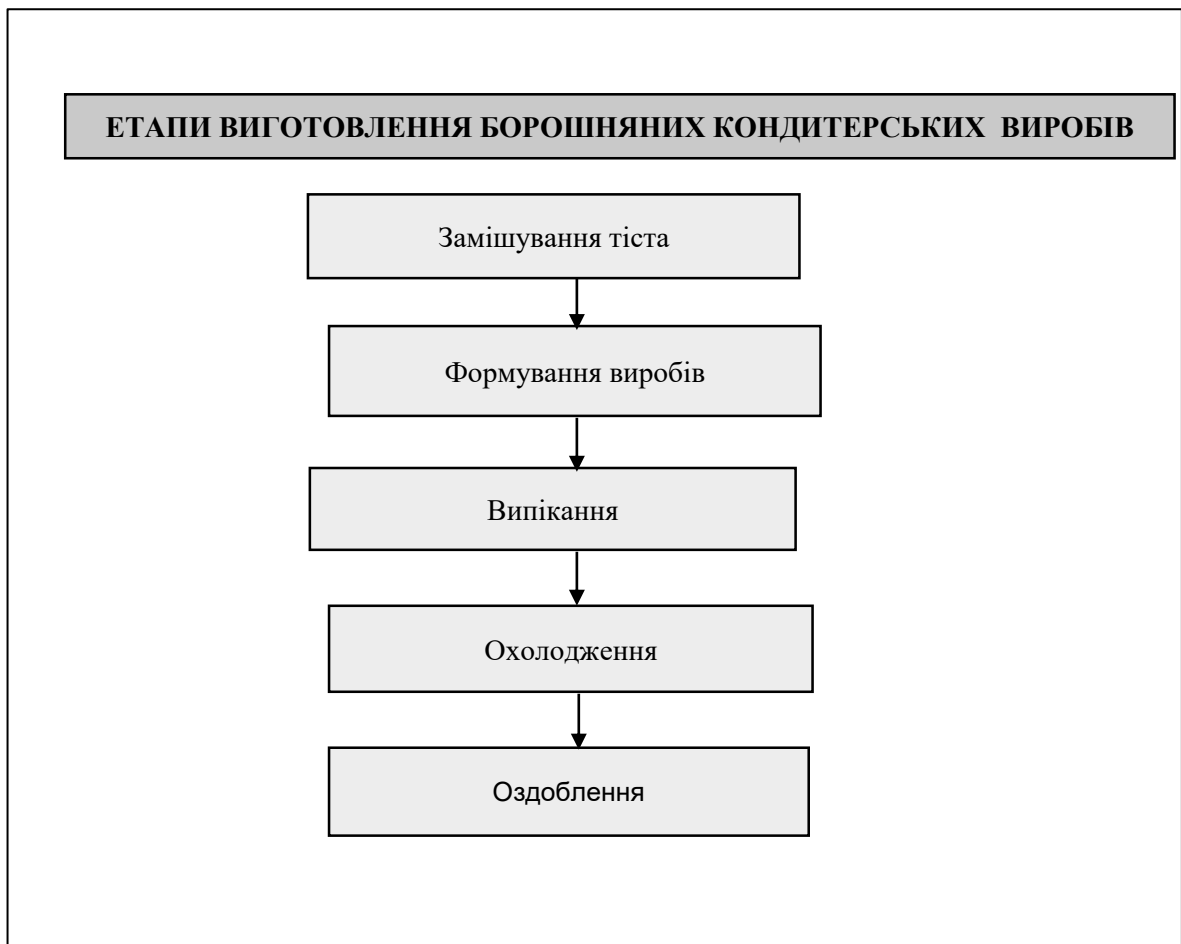 ЕТАПИ ВИГОТОВЛЕННЯ БОРОШНЯНИХ КОНДИТЕРСЬКИХ ВИРОБІВ
Замішування тіста
Формування виробів
Випікання
Охолодження
Оздоблення